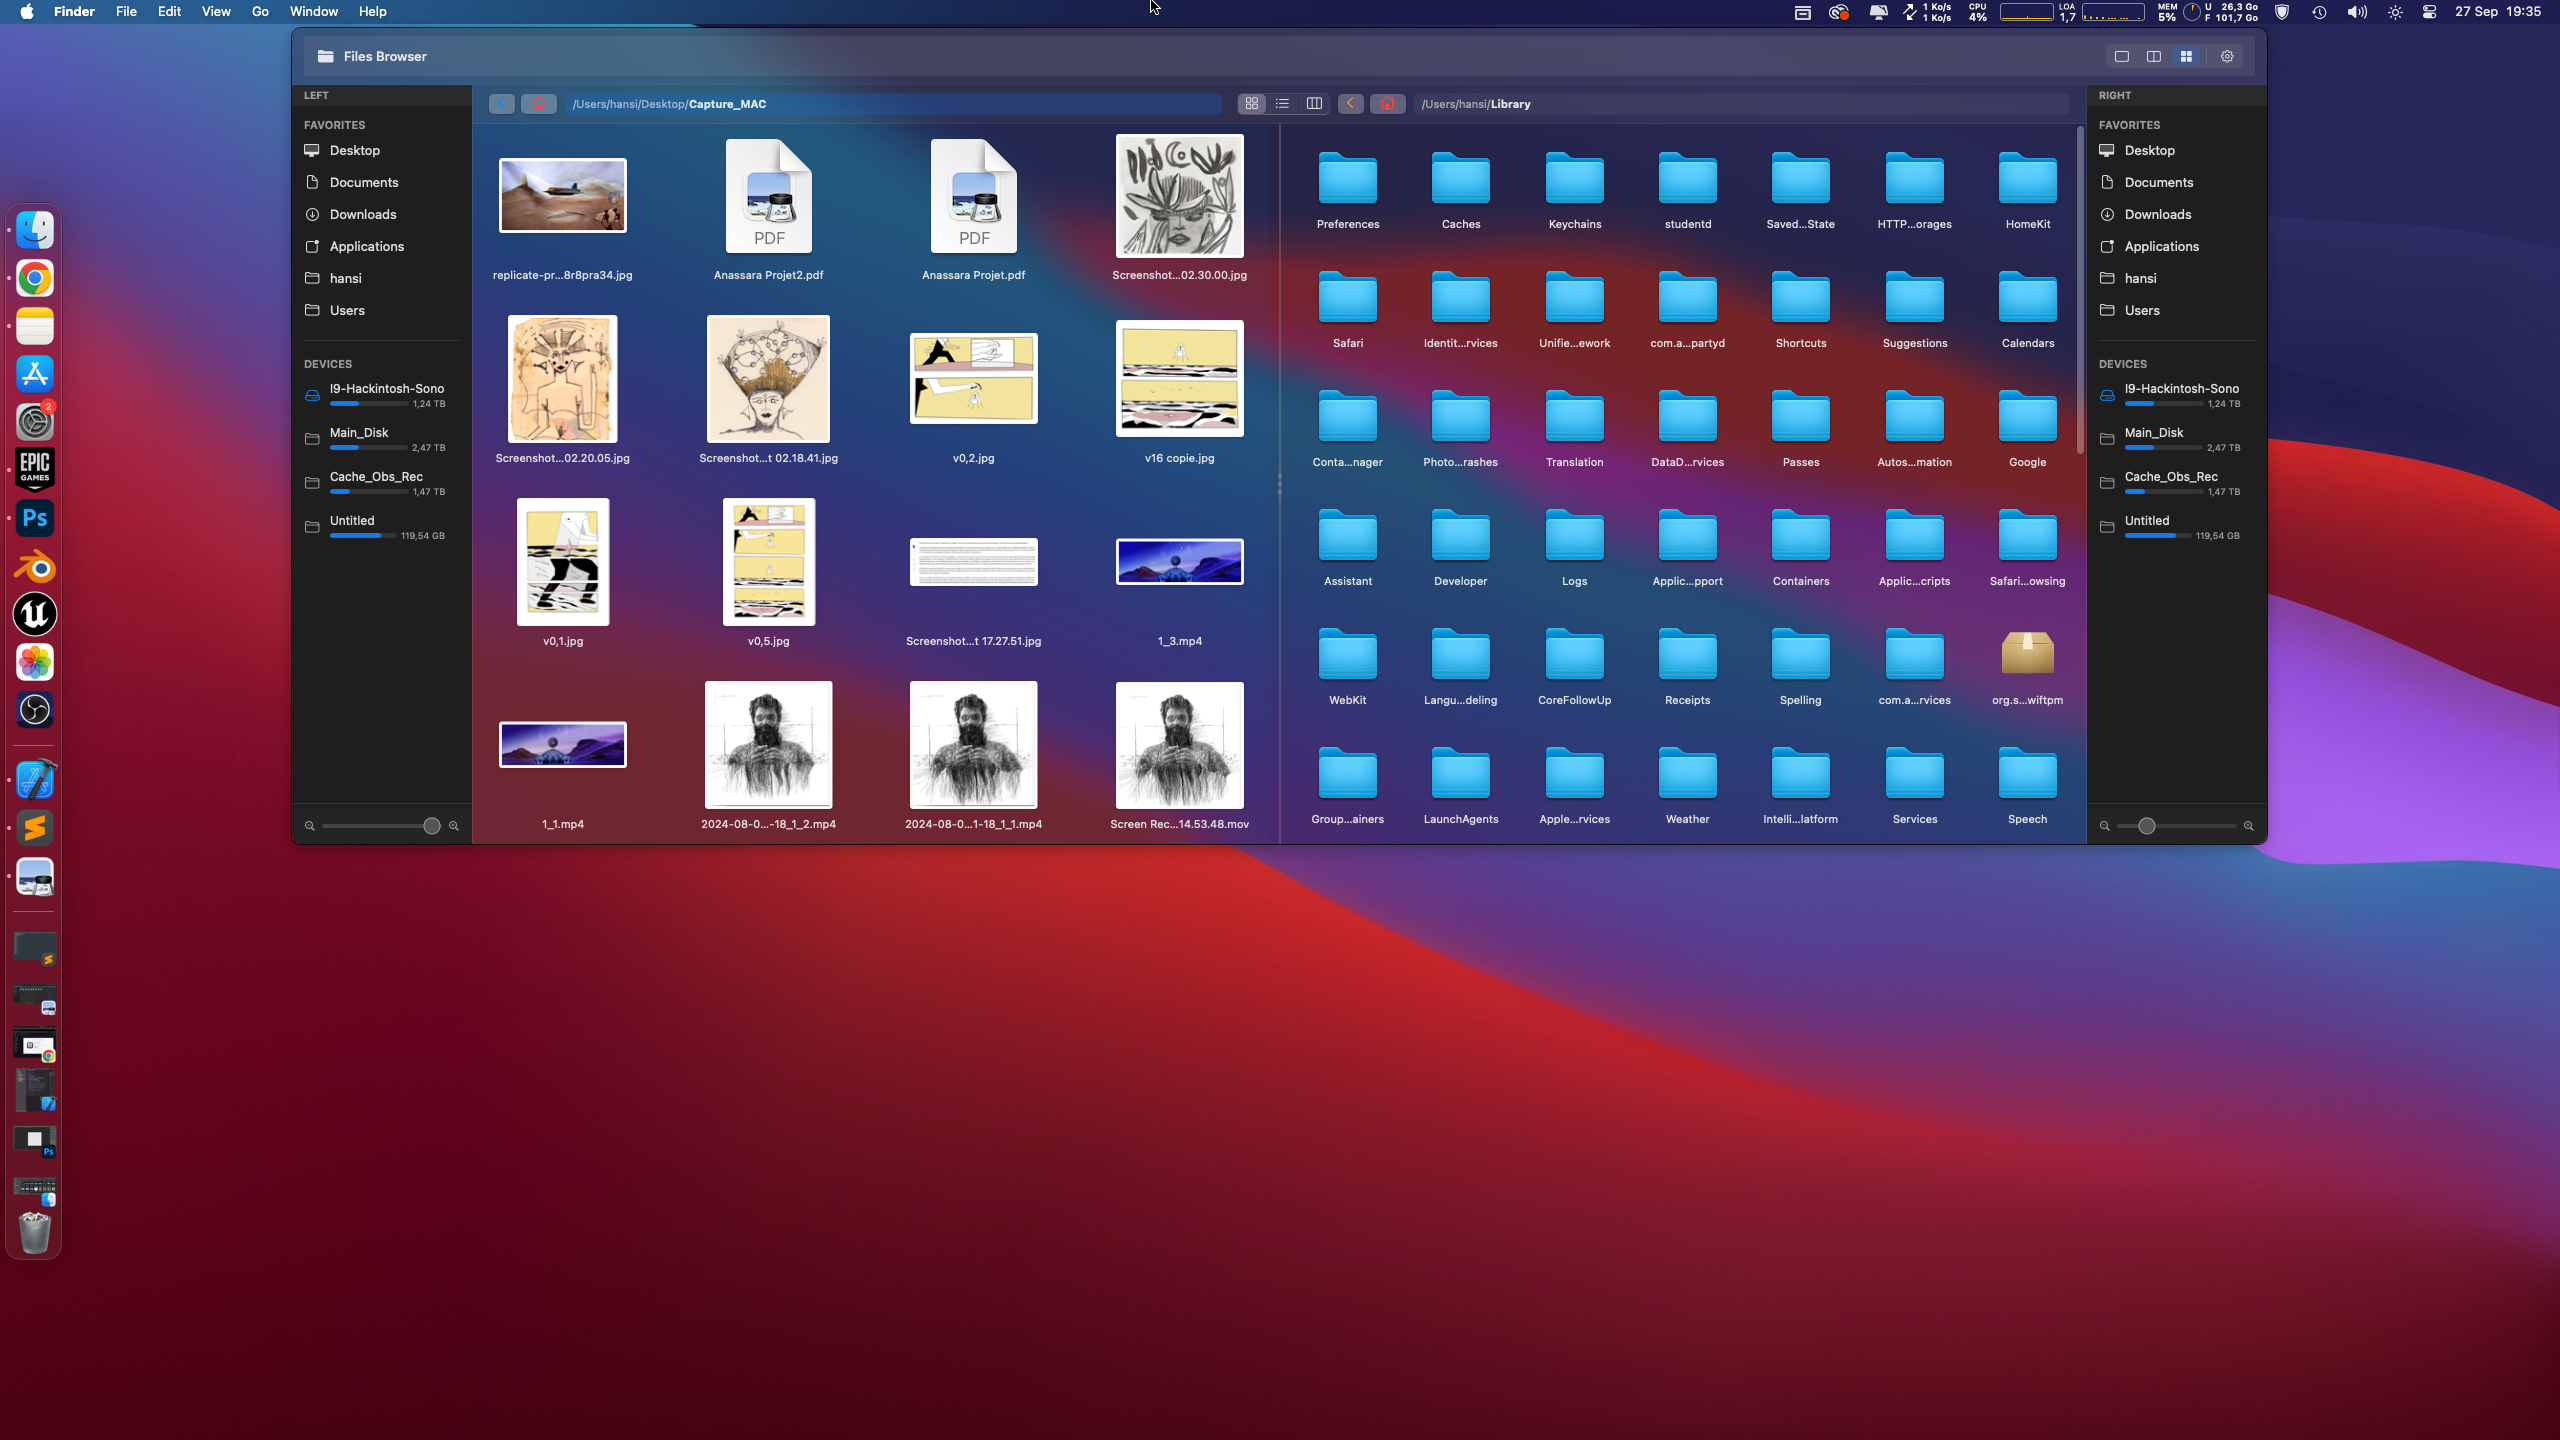 Finder File Edit View Go Window Help
1 Ko/s
1 Ko/s
CPU
4%
LOA
1,7
MEM
5%
U 26,3 Go
F 101,7 Go
27 Sep 19:35
Files Browser
LEFT
FAVORITES
Desktop
Documents
Downloads
Applications
hansi
Users
DEVICES
I9-Hackintosh-Sono
1,24 TB
Main_Disk
2,47 TB
Cache_Obs_Rec
1,47 TB
Untitled
119,54 GB
/Users/hansi/Desktop/Capture_MAC
PDF
PDF
replicate-pr...8r8pra34.jpg
Anassara Projet2.pdf
Anassara Projet.pdf
Screenshot...02.30.00.jpg
Screenshot...02.20.05.jpg
Screenshot...t 02.18.41.jpg
v0,2.jpg
v16 copie.jpg
v0,1.jpg
v0,5.jpg
Screenshot...t 17.27.51.jpg
1_3.mp4
1_1.mp4
2024-08-0...-18_1_2.mp4
2024-08-0...1-18_1_1.mp4
Screen Rec...14.53.48.mov
/Users/hansi/Library
Preferences
Caches
Keychains
studentd
Saved...State
HTTP...orages
HomeKit
Safari
Identit...rvices
Unifie...ework
com.a...partyd
Shortcuts
Suggestions
Calendars
Conta...nager
Photo...rashes
Translation
DataD...rvices
Passes
Autos...mation
Google
Assistant
Developer
Logs
Applic...pport
Containers
Applic...cripts
Safari...owsing
WebKit
Langu...deling
CoreFollowUp
Receipts
Spelling
com.a...rvices
org.s...wiftpm
Group...ainers
LaunchAgents
Apple...rvices
Weather
Intelli...latform
Services
Speech
RIGHT
FAVORITES
Desktop
Documents
Downloads
Applications
hansi
Users
DEVICES
I9-Hackintosh-Sono
1,24 TB
Main_Disk
2,47 TB
Cache_Obs_Rec
1,47 TB
Untitled
119,54 GB
2
EPIC
GAMES
Ps
Ps